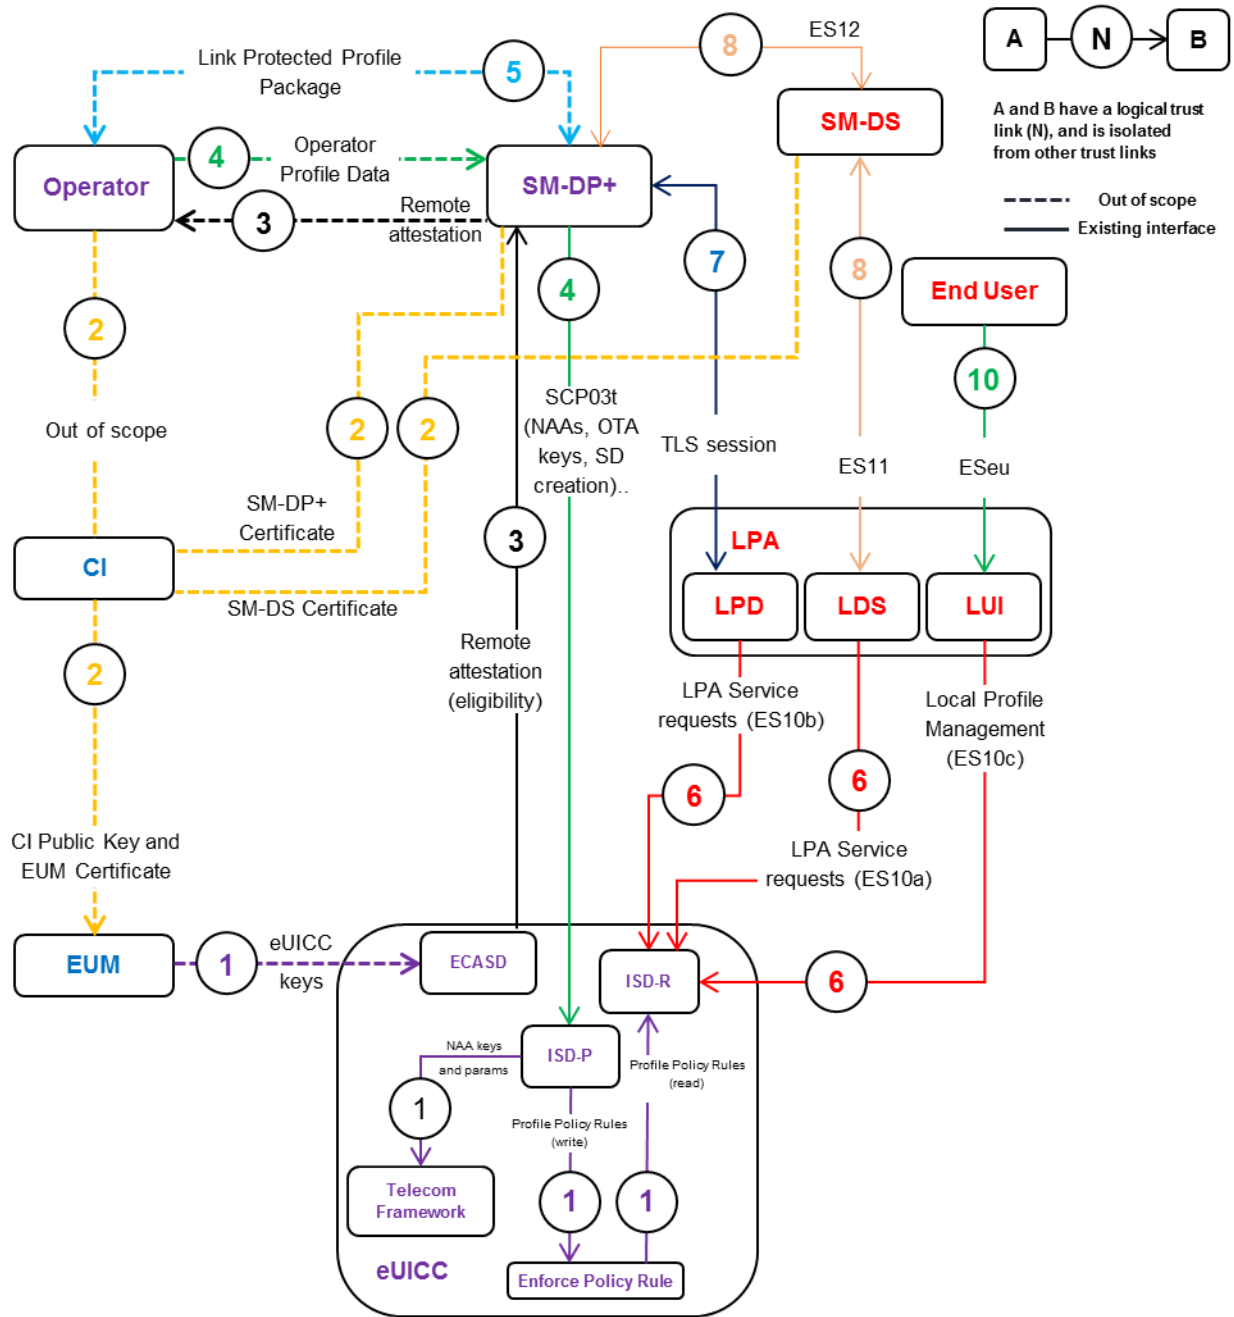 ES12
8
A
N
B
Link Protected Profile
Package
5
SM-DS
A and B have a logical trust
link (N), and is isolated
from other trust links
4
Operator
Profile Data
Operator
SM-DP+
Out of scope
Existing interface
3
Remote
attestation
7
8
4
End User
2
10
2
2
SCP03t
(NAAs, OTA
keys, SD
creation)..
Out of scope
TLS session
ES11
ESeu
SM-DP+
Certificate
3
LPA
CI
LPD
LDS
LUI
SM-DS Certificate
2
Remote
attestation
(eligibility)
LPA Service
requests (ES10b)
Local Profile
Management
(ES10c)
6
6
CI Public Key and
EUM Certificate
LPA Service
requests (ES10a)
EUM
1
eUICC
keys
ECASD
ISD-R
6
NAA keys
and params
ISD-P
Profile Policy Rules
(read)
1
Profile Policy Rules
(write)
Telecom
Framework
1
1
eUICC
Enforce Policy Rule